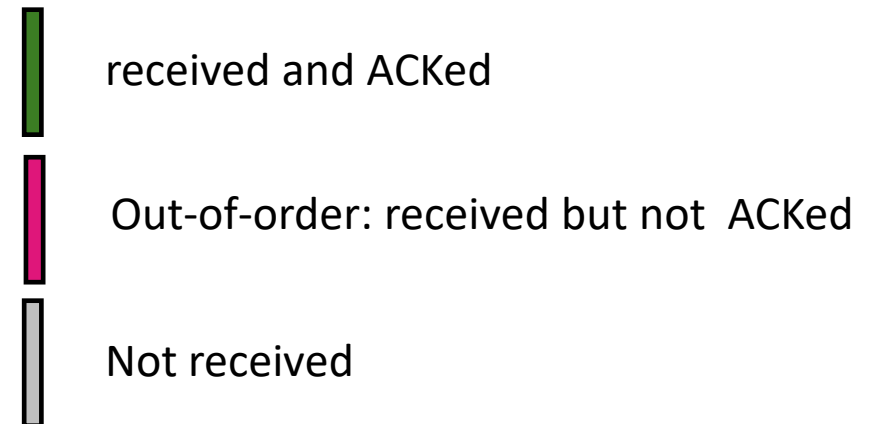 received and ACKed
Out-of-order: received but not  ACKed
Not received